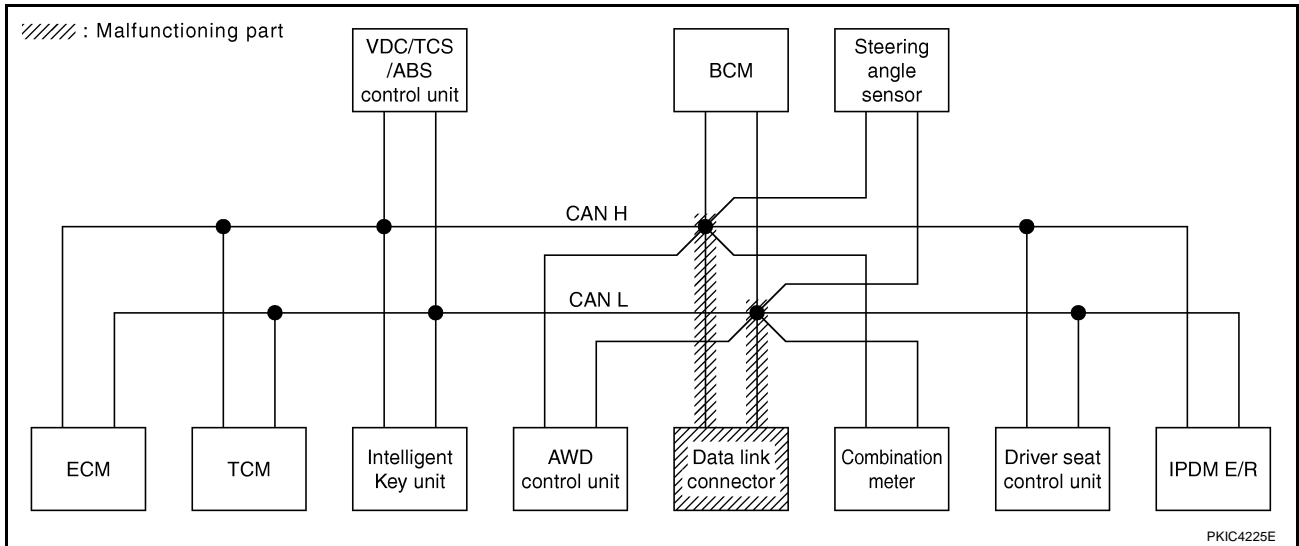 : Malfunctioning part
VDC/TCS
/ABS
control unit
BCM
Steering
angle
sensor
CAN H
CAN L
ECM
TCM
Intelligent
Key unit
AWD
control unit
Data link
connector
Combination
meter
Driver seat
control unit
IPDM E/R
PKIC4225E